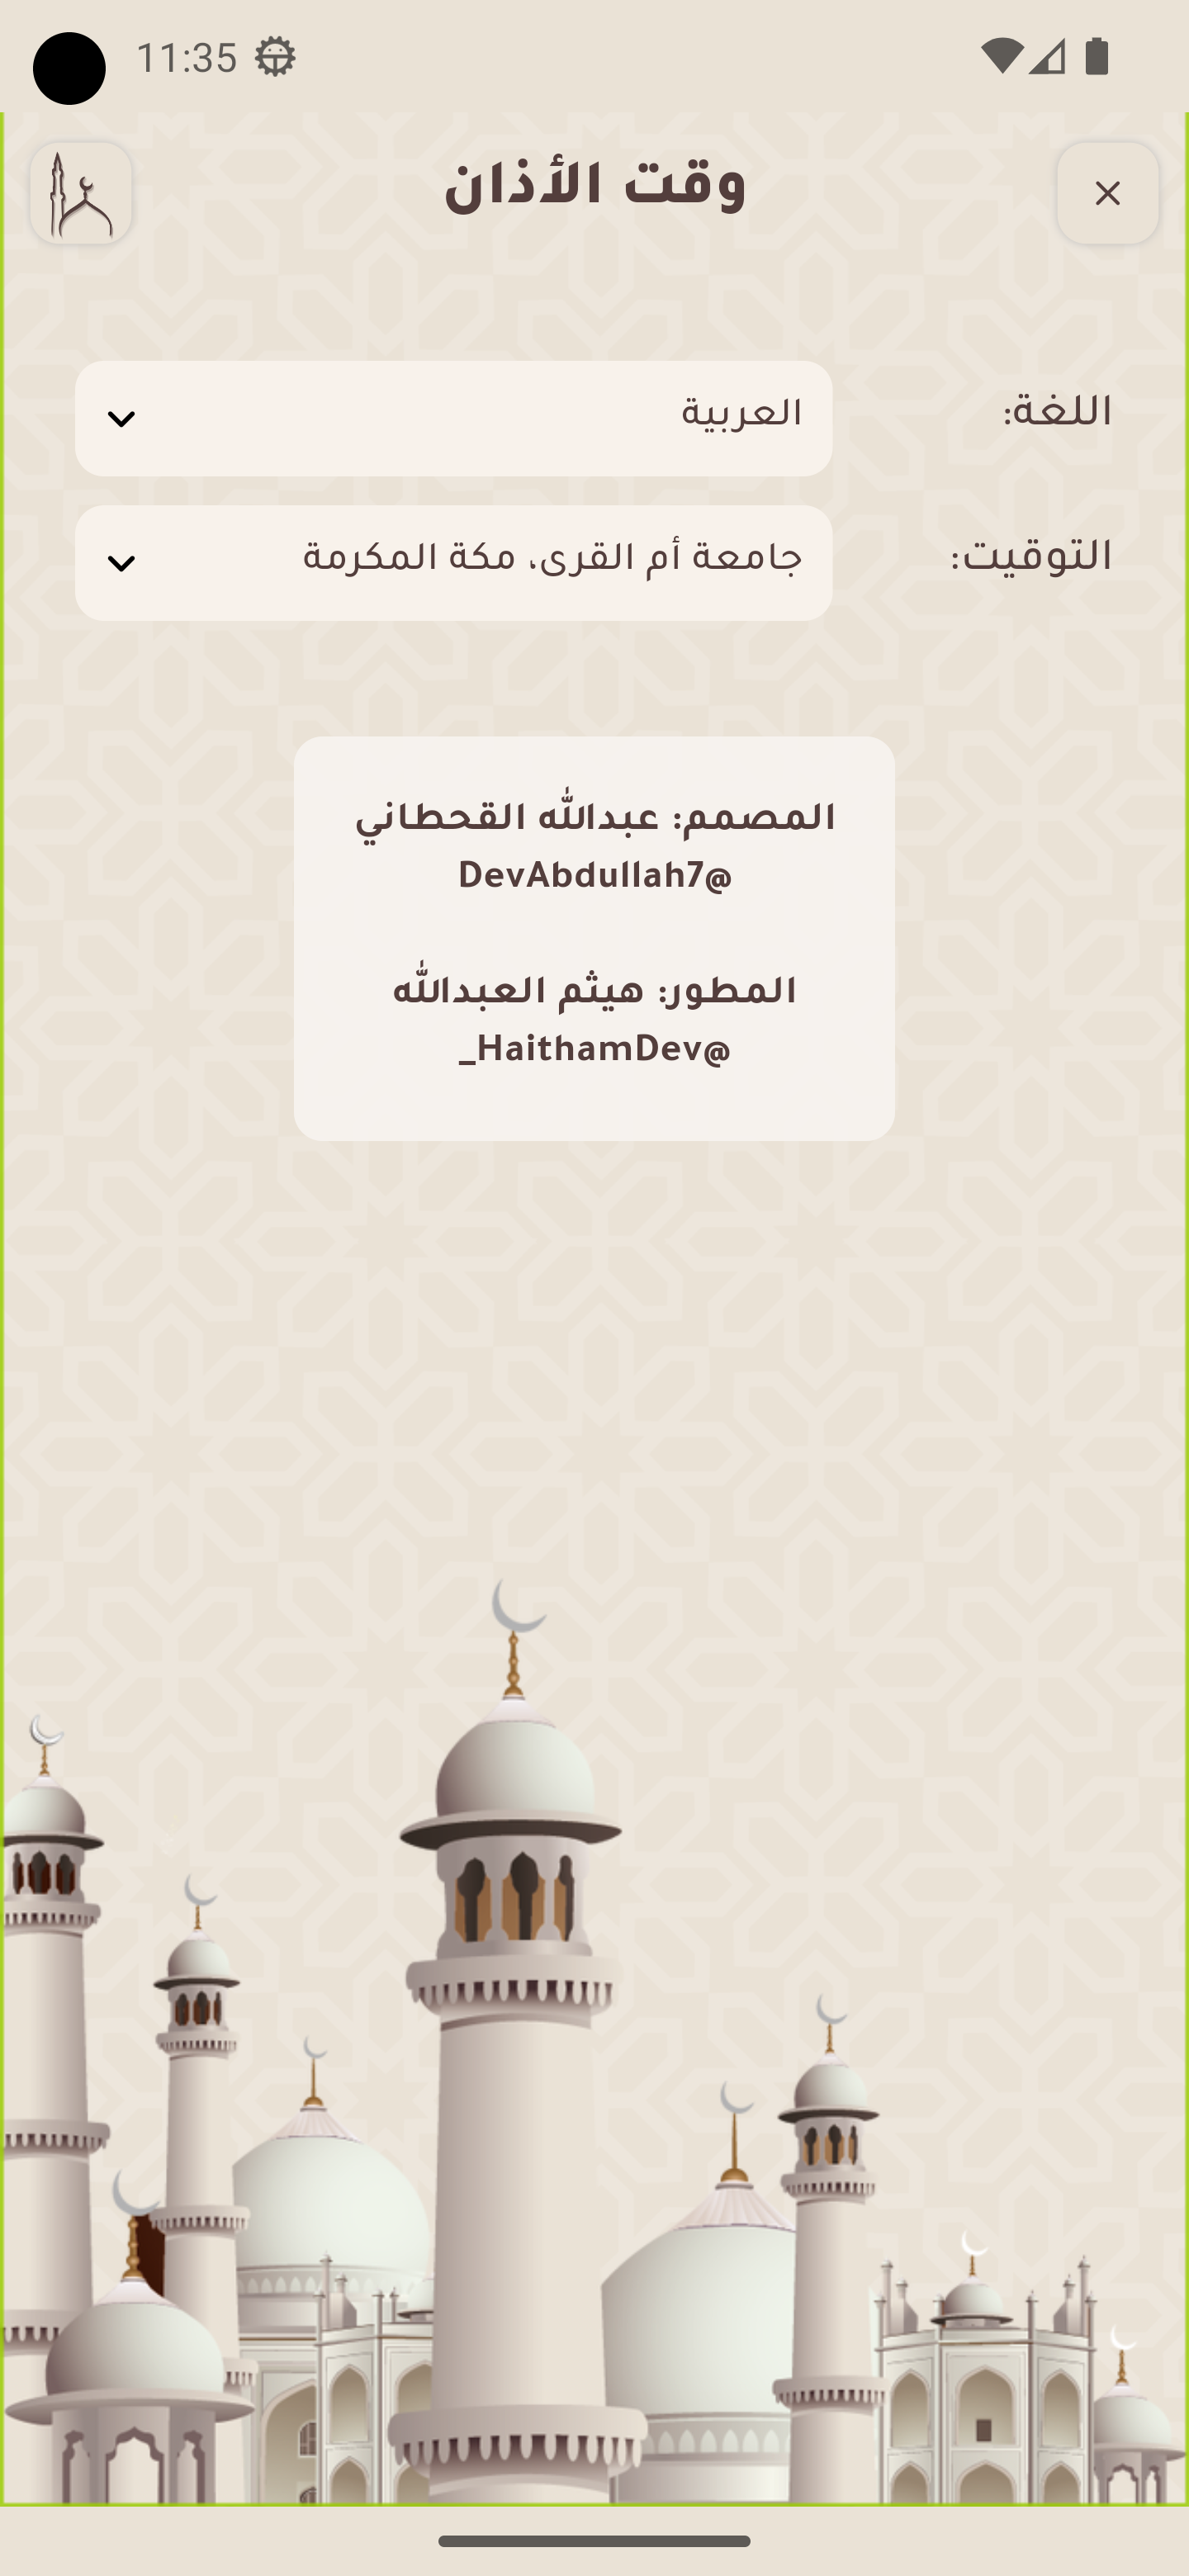 11:35
وقت الأذان
اللغة:
العربية
التوقيت:
جامعة أم القرى، مكة المكرمة
المصمم: عبدالله القحطاني
DevAbdullah7@
المطور: هيثم العبدالله
_HaithamDev@